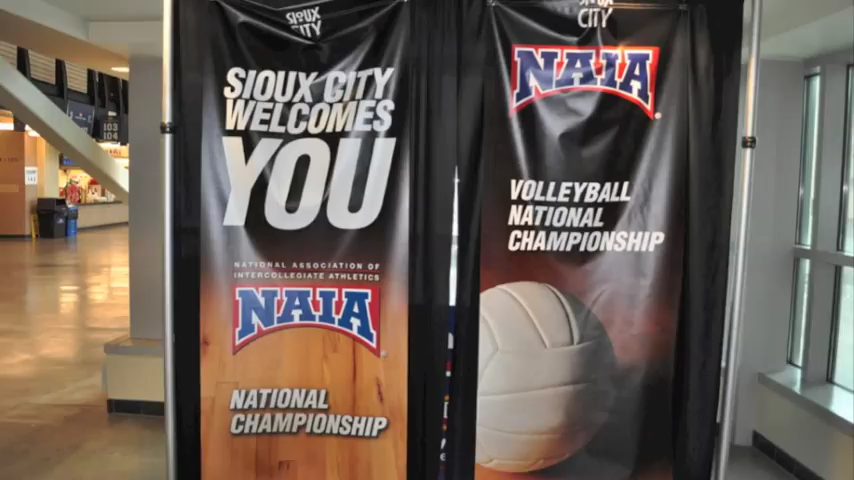 SIOUX
CITY
SIOUX CITY
WELCOMES
YOU
NATIONAL ASSOCIATION OF
INTERCOLLEGIATE ATHLETICS
NAIA
NATIONAL
CHAMPIONSHIP
SIOUX
CITY
NAIA
VOLLEYBALL
NATIONAL
CHAMPIONSHIP
103
104